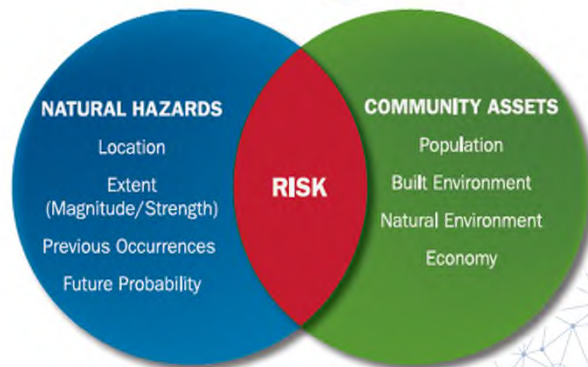 NATURAL HAZARDS
Location
Extent
(Magnitude/Strength)
Previous Occurrences
Future Probability
RISK
COMMUNITY ASSETS
Population
Built Environment
Natural Environment
Economy